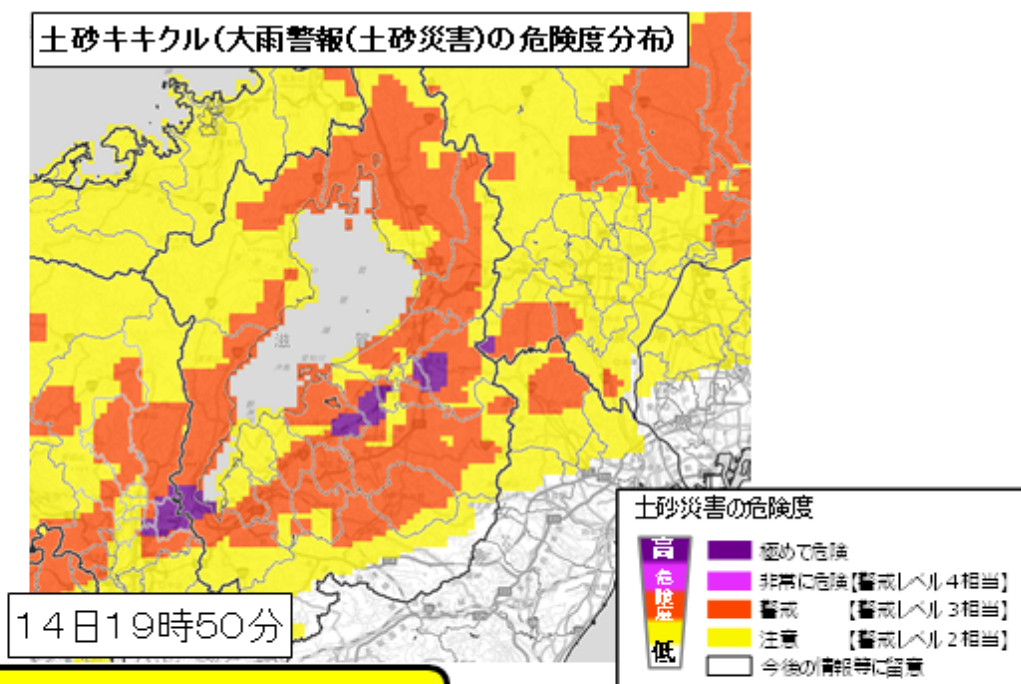 土砂キキクル(大雨警報(土砂災害)の危険度分布)
滋
賀
14日19時50分
土砂災害の危険度
高
危険度
低
極めて危険
非常に危険【警戒レベル4相当】
警戒 【警戒レベル3相当】
注意 【警戒レベル2相当】
今後の情報等に留意